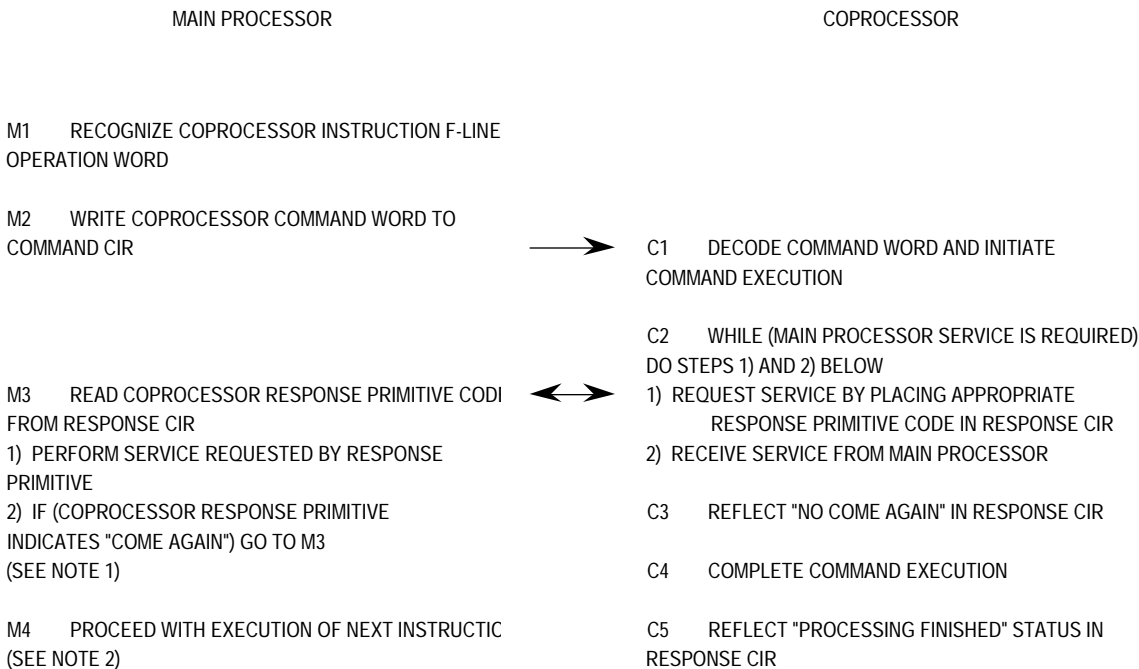 MAIN PROCESSOR
COPROCESSOR
M1 RECOGNIZE COPROCESSOR INSTRUCTION F-LINE
OPERATION WORD
M2 WRITE COPROCESSOR COMMAND WORD TO
COMMAND CIR
C1 DECODE COMMAND WORD AND INITIATE
COMMAND EXECUTION
C2 WHILE (MAIN PROCESSOR SERVICE IS REQUIRED)
DO STEPS 1) AND 2) BELOW
M3 READ COPROCESSOR RESPONSE PRIMITIVE COD
FROM RESPONSE CIR
1) PERFORM SERVICE REQUESTED BY RESPONSE
PRIMITIVE
2) IF (COPROCESSOR RESPONSE PRIMITIVE
INDICATES "COME AGAIN") GO TO M3
(SEE NOTE 1)
1) REQUEST SERVICE BY PLACING APPROPRIATE
RESPONSE PRIMITIVE CODE IN RESPONSE CIR
2) RECEIVE SERVICE FROM MAIN PROCESSOR
C3 REFLECT "NO COME AGAIN" IN RESPONSE CIR
C4 COMPLETE COMMAND EXECUTION
M4 PROCEED WITH EXECUTION OF NEXT INSTRUCTIC
(SEE NOTE 2)
C5 REFLECT "PROCESSING FINISHED" STATUS IN
RESPONSE CIR